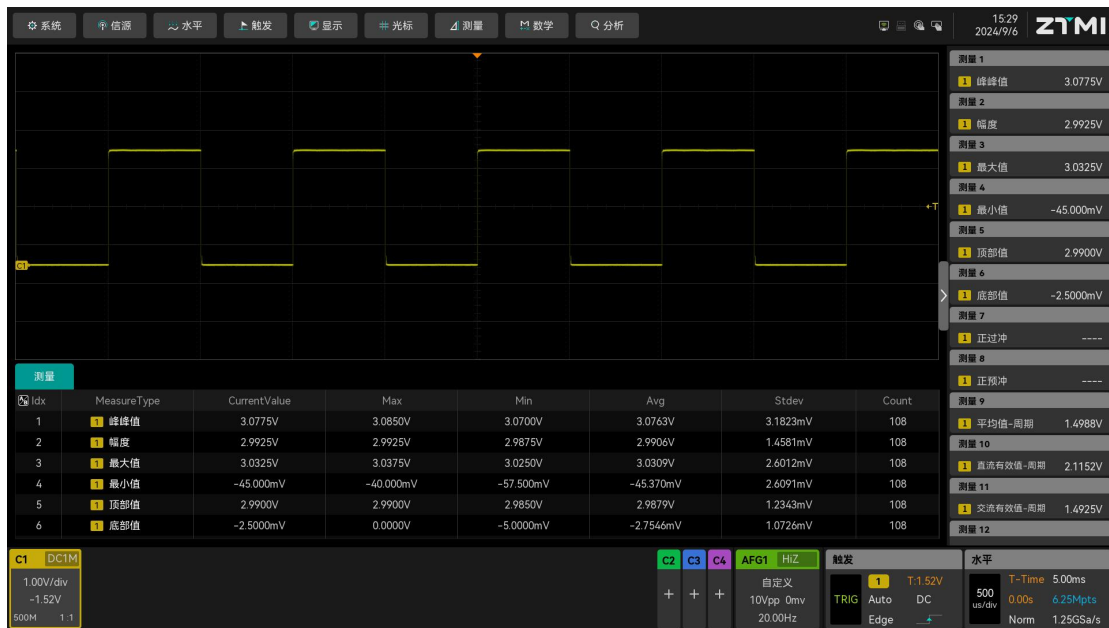 系统 信源 水平 触发 显示 光标 测量 数学 分析 15:29 2024/9/6 ZTMI
测量 1
1 峰峰值 3.0775V
测量 2
1 幅度 2.9925V
测量 3
1 最大值 3.0325V
测量 4
1 最小值 -45.000mV
测量 5
1 顶部值 2.9900V
测量 6
1 底部值 -2.5000mV
测量 7
1 正过冲 ----
测量 8
1 正预冲 ----
测量 9
1 平均值-周期 1.4988V
测量 10
1 直流有效值-周期 2.1152V
测量 11
1 交流有效值-周期 1.4925V
测量 12
T
C1
测量
Idx MeasureType CurrentValue Max Min Avg Stdev Count
1 1 峰峰值 3.0775V 3.0850V 3.0700V 3.0763V 3.1823mV 108
2 1 幅度 2.9925V 2.9925V 2.9875V 2.9906V 1.4581mV 108
3 1 最大值 3.0325V 3.0375V 3.0250V 3.0309V 2.6012mV 108
4 1 最小值 -45.000mV -40.000mV -57.500mV -45.370mV 2.6091mV 108
5 1 顶部值 2.9900V 2.9900V 2.9850V 2.9879V 1.2343mV 108
6 1 底部值 -2.5000mV 0.0000V -5.0000mV -2.7546mV 1.0726mV 108
C1 DC1M
1.00V/div
-1.52V
500M 1:1
C2 C3 C4
+ + +
AFG1 HiZ
自定义
10Vpp 0mv
20.00Hz
触发
TRIG
1 T:1.52V
Auto DC
Edge
水平
500 us/div
T-Time 5.00ms
0.00s 6.25Mpts
Norm 1.25GSa/s